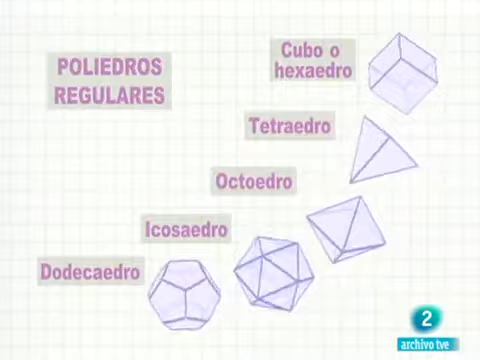 POLIEDROS
REGULARES
Cubo o
hexaedro
Tetraedro
Octoedro
Icosaedro
Dodecaedro
2
archivo tve